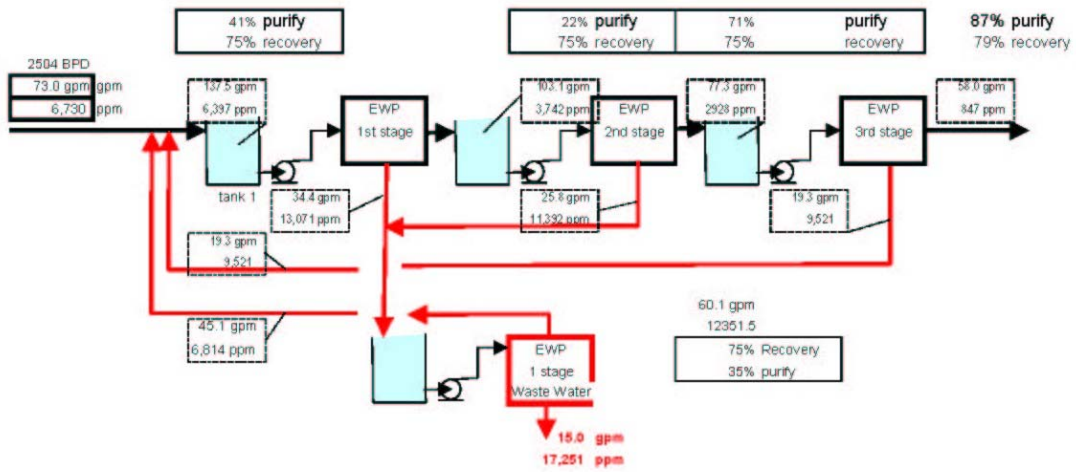 41% purify
75% recovery
22% purify
75% recovery
71% purify
75% recovery
87% purify
79% recovery
2504 BPD
73.0 gpm gpm
6,730 ppm
137.5 gpm
6,397 ppm
EWP
1st stage
103.1 gpm
3,742 ppm
EWP
2nd stage
77.3 gpm
2928 ppm
EWP
3rd stage
58.0 gpm
847 ppm
tank 1
34.4 gpm
13,071 ppm
25.8 gpm
11392 ppm
19.3 gpm
9,521
19.3 gpm
9,521
45.1 gpm
6,814 ppm
EWP
1 stage
Waste Water
60.1 gpm
12351.5
75% Recovery
35% purify
15.0 gpm
17,251 ppm